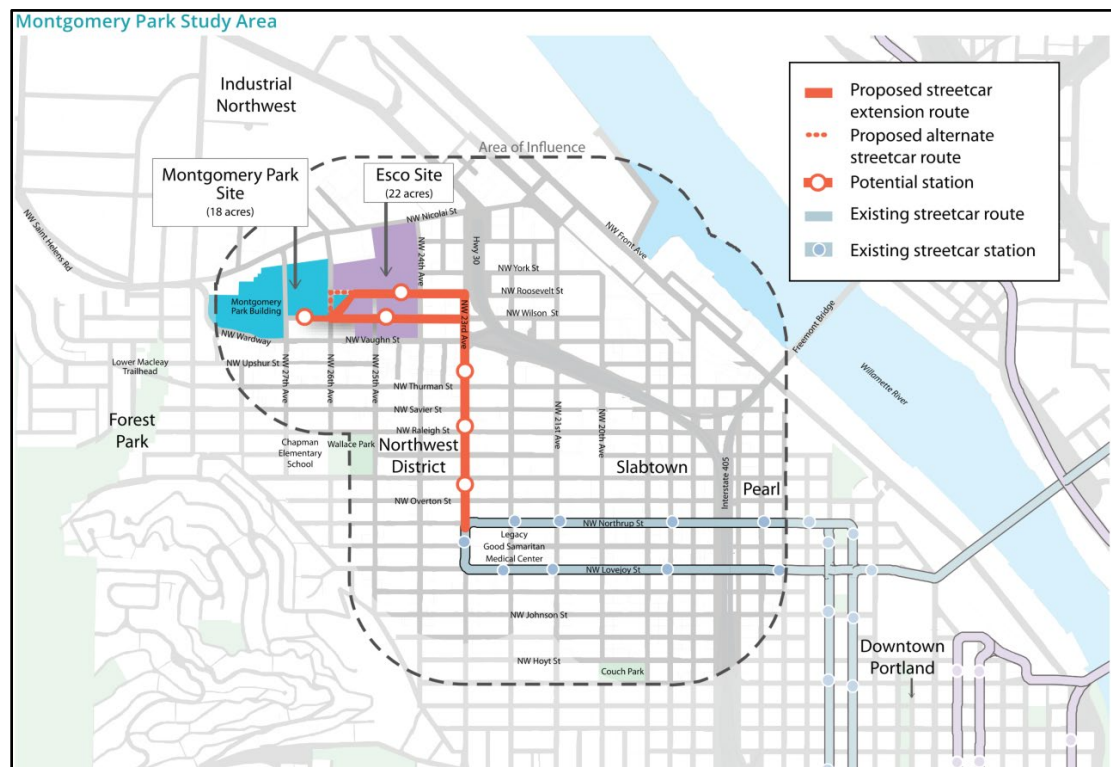 Montgomery Park Study Area
Industrial
Northwest
Area of Influence
Montgomery Park
Site
(18 acres)
Esco Site
(22 acres)
Proposed streetcar
extension route
Proposed alternate
streetcar route
Potential station
Existing streetcar route
Existing streetcar station
NW Saint Helens Rd
NW Nicolai St
NW 24th Ave
Hwy 30
NW Front Ave
NW York St
NW Roosevelt St
NW Wilson St
Montgomery
Park Building
NW 23rd Ave
NW Wardway
NW Vaughn St
Freemont Bridge
Willamette River
Lower Macleay
Trailhead
NW Upshur St
NW 27th Ave
NW 26th Ave
NW 25th Ave
NW Thurman St
NW Savier St
NW Raleigh St
NW 21st Ave
NW 20th Ave
Forest
Park
Chapman
Elementary
School
Wallace Park
Northwest
District
Slabtown
Interstate 405
Pearl
NW Overton St
NW Northrup St
Legacy
Good Samaritan
Medical Center
NW Lovejoy St
NW Johnson St
NW Hoyt St
Couch Park
Downtown
Portland